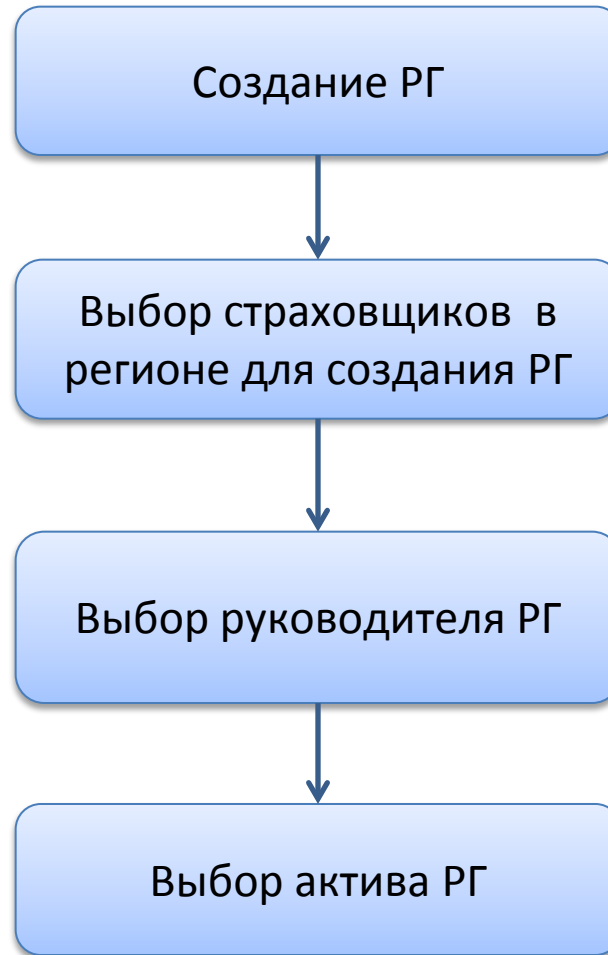 Создание РГ
Выбор страховщиков в
регионе для создания РГ
Выбор руководителя РГ
Выбор актива РГ